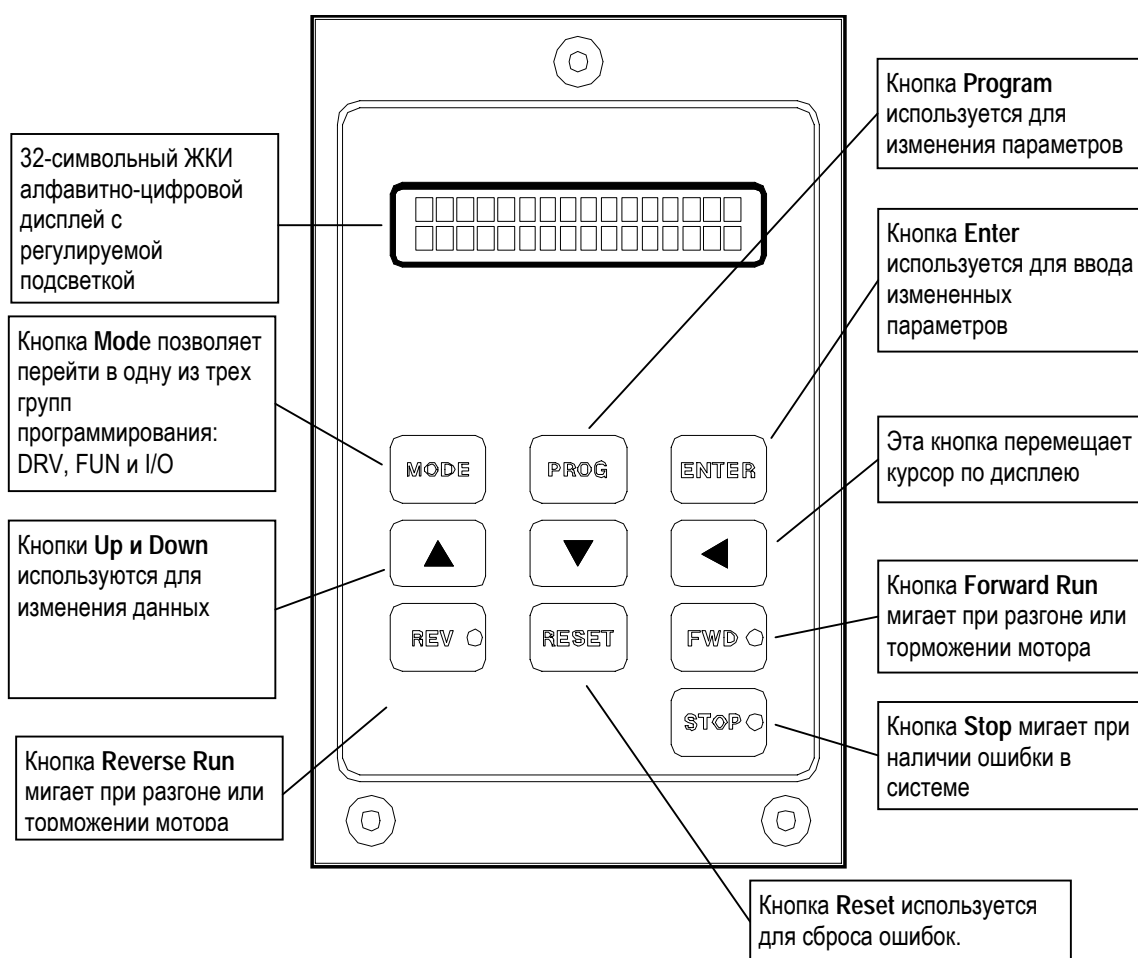 Кнопка Program
используется для
изменения параметров
32-символьный ЖКИ
алфавитно-цифровой
дисплей с
регулируемой
подсветкой
Кнопка Enter
используется для ввода
измененных
параметров
Кнопка Mode позволяет
перейти в одну из трех
групп
программирования:
DRV, FUN и I/O
MODE
PROG
ENTER
Эта кнопка перемещает
курсор по дисплею
Кнопки Up и Down
используются для
изменения данных
▲
▼
◀
Кнопка Forward Run
мигает при разгоне или
торможении мотора
REV
RESET
FWD
STOP
Кнопка Stop мигает при
наличии ошибки в
системе
Кнопка Reverse Run
мигает при разгоне или
торможении мотора
Кнопка Reset используется
для сброса ошибок.